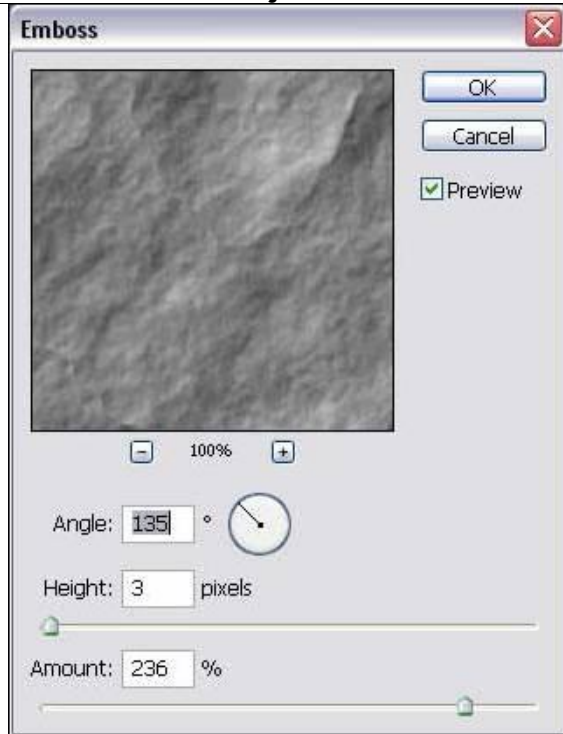 Emboss
OK
Cancel
Preview
100%
Angle: 135 °
Height: 3 pixels
Amount: 236 %